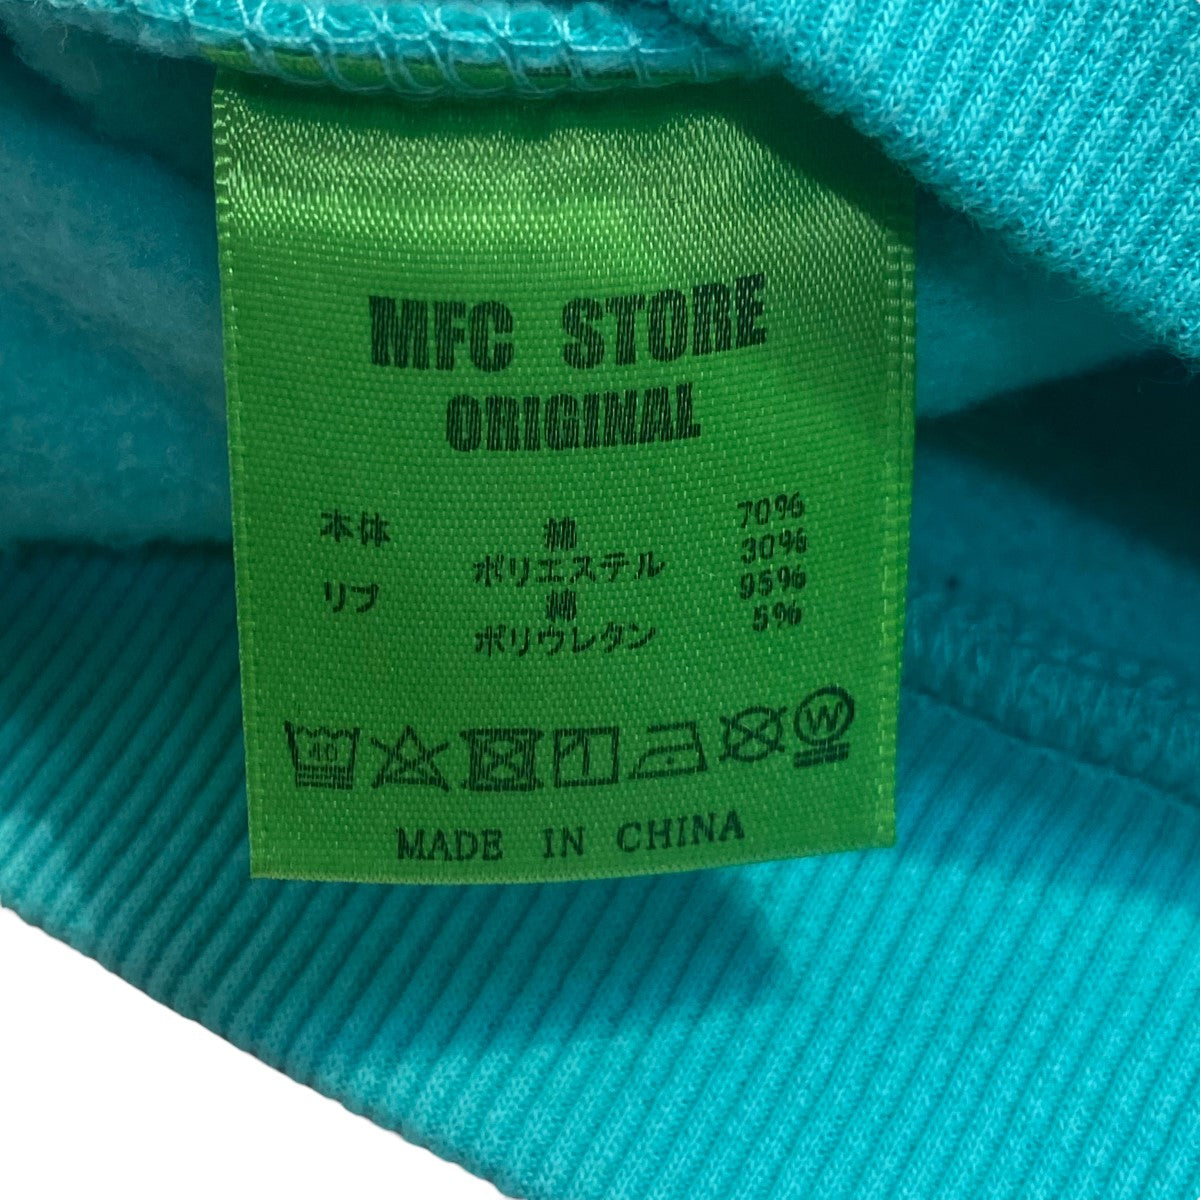 MFC STORE
ORIGINAL
本体 綿 70%
ポリエステル 30%
リブ 綿 95%
ポリウレタン 5%
40
W
MADE IN CHINA